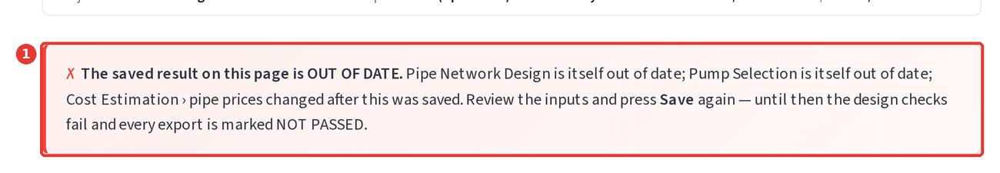 1
✗ The saved result on this page is OUT OF DATE. Pipe Network Design is itself out of date; Pump Selection is itself out of date;
Cost Estimation › pipe prices changed after this was saved. Review the inputs and press Save again — until then the design checks
fail and every export is marked NOT PASSED.